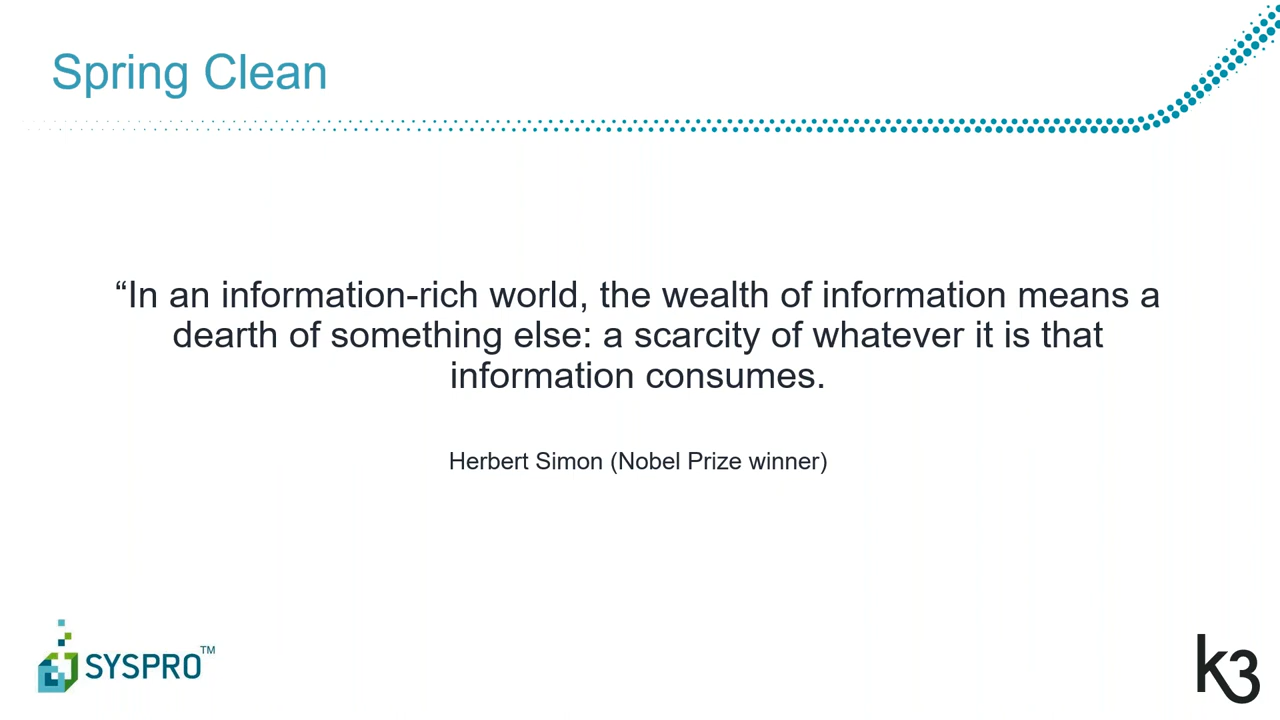 Spring Clean
“In an information-rich world, the wealth of information means a
dearth of something else: a scarcity of whatever it is that
information consumes.
Herbert Simon (Nobel Prize winner)
SYSPRO™
k3